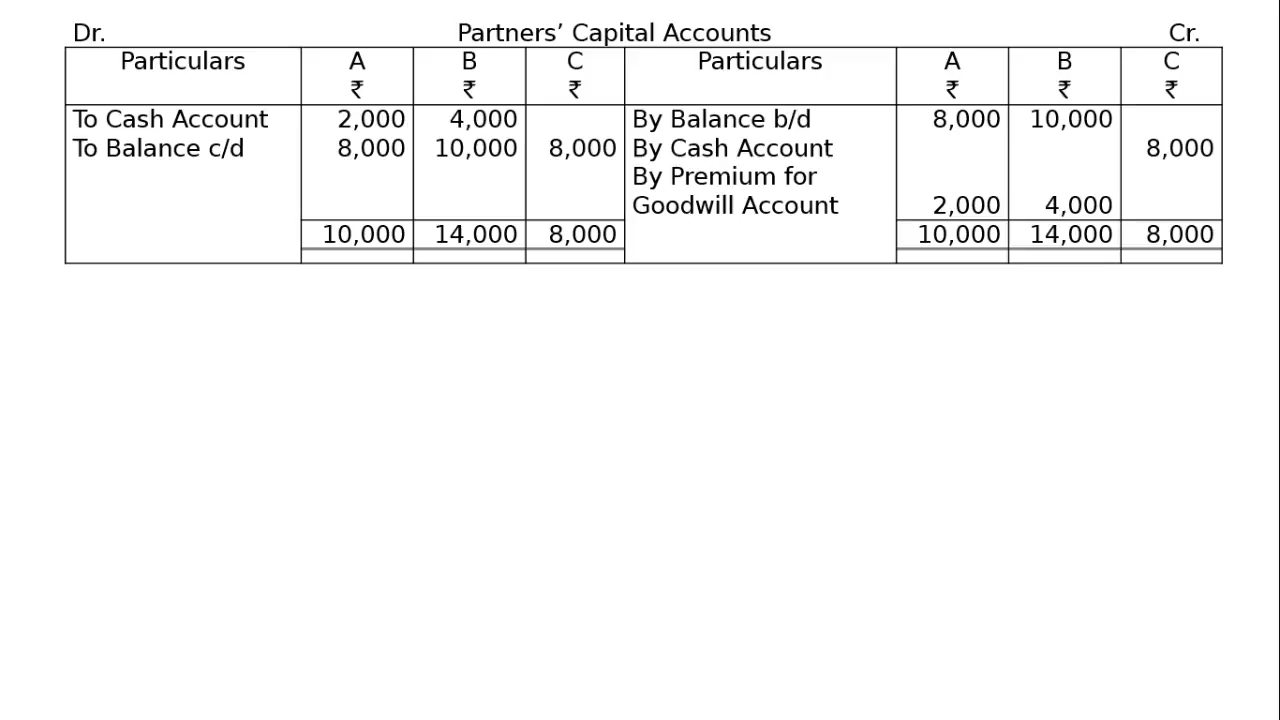 Dr. Partners’ Capital Accounts Cr.
Particulars A B C Particulars A B C
₹ ₹ ₹ ₹ ₹ ₹
To Cash Account 2,000 4,000 By Balance b/d 8,000 10,000
To Balance c/d 8,000 10,000 8,000 By Cash Account 8,000
By Premium for
Goodwill Account 2,000 4,000
10,000 14,000 8,000 10,000 14,000 8,000